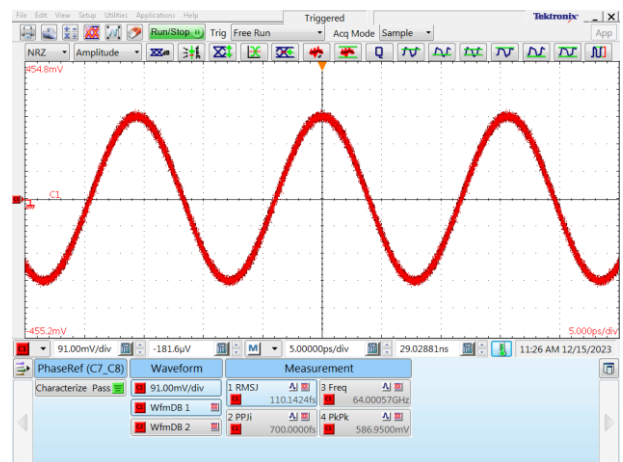 File Edit View Setup Utilities Applications Help Triggered Tektronix
Run/Stop Trig Free Run Acq Mode Sample App
NRZ Amplitude Q
454.8mV
C1
-455.2mV 5.000ps/div
91.00mV/div -181.6µV M 5.00000ps/div 29.02881ns 11:26 AM 12/15/2023
PhaseRef (C7_C8) Waveform Measurement
Characterize Pass 91.00mV/div 1 RMSJ 3 Freq
110.1424fs 64.00057GHz
WfmDB 1
2 PPJi 4 PkPk
WfmDB 2 700.0000fs 586.9500mV